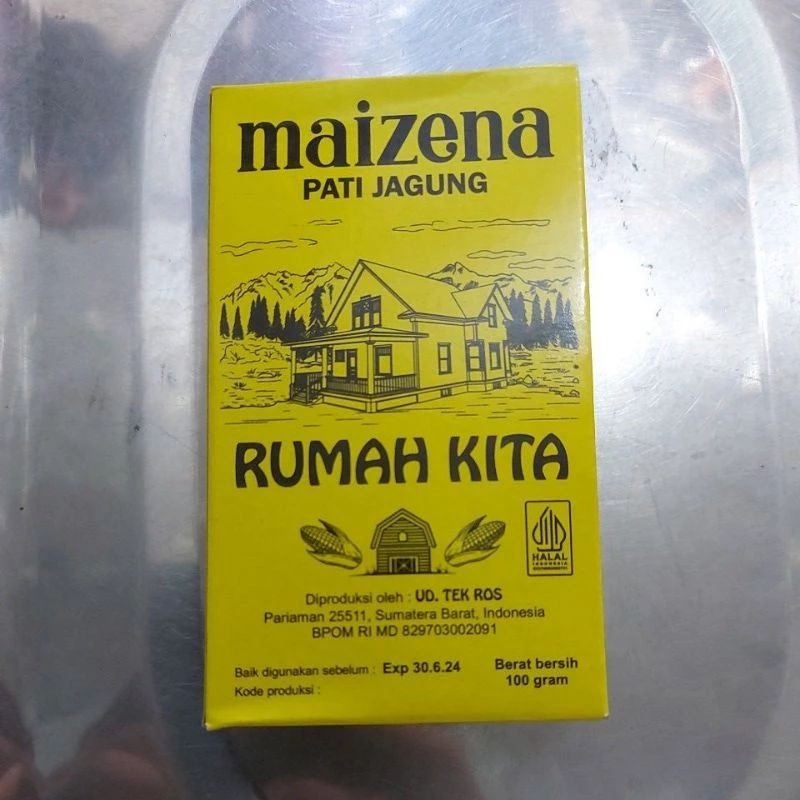 maizena
PATI JAGUNG
RUMAH KITA
HALAL
INDONESIA
Diproduksi oleh : UD. TEK ROS
Pariaman 25511, Sumatera Barat, Indonesia
BPOM RI MD 829703002091
Baik digunakan sebelum : Exp 30.6.24
Kode produksi :
Berat bersih
100 gram